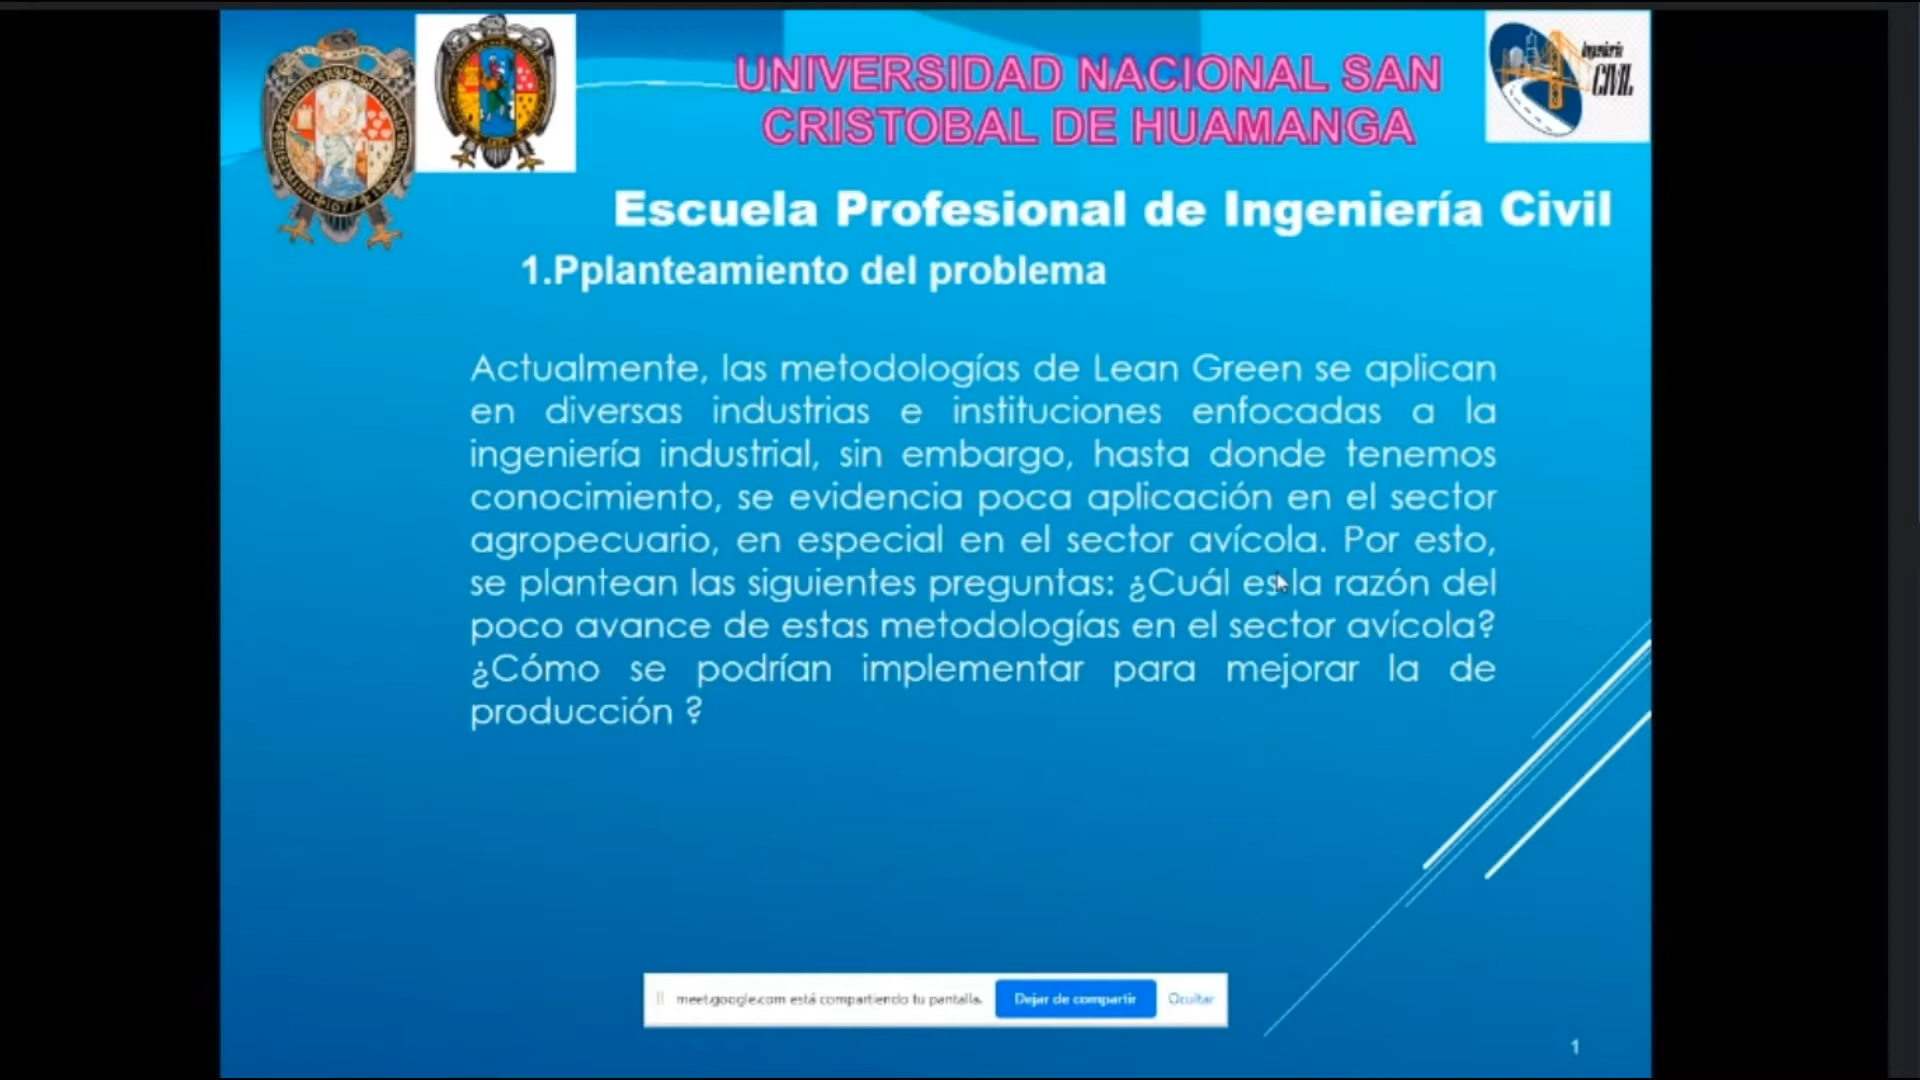 UNIVERSIDAD NACIONAL SAN
CRISTOBAL DE HUAMANGA
Ingeniería
CIVIL
1677
Escuela Profesional de Ingeniería Civil
1.Pplanteamiento del problema
Actualmente, las metodologías de Lean Green se aplican
en diversas industrias e instituciones enfocadas a la
ingeniería industrial, sin embargo, hasta donde tenemos
conocimiento, se evidencia poca aplicación en el sector
agropecuario, en especial en el sector avícola. Por esto,
se plantean las siguientes preguntas: ¿Cuál es la razón del
poco avance de estas metodologías en el sector avícola?
¿Cómo se podrían implementar para mejorar la de
producción ?
meet.google.com está compartiendo tu pantalla.
Dejar de compartir
Ocultar
1